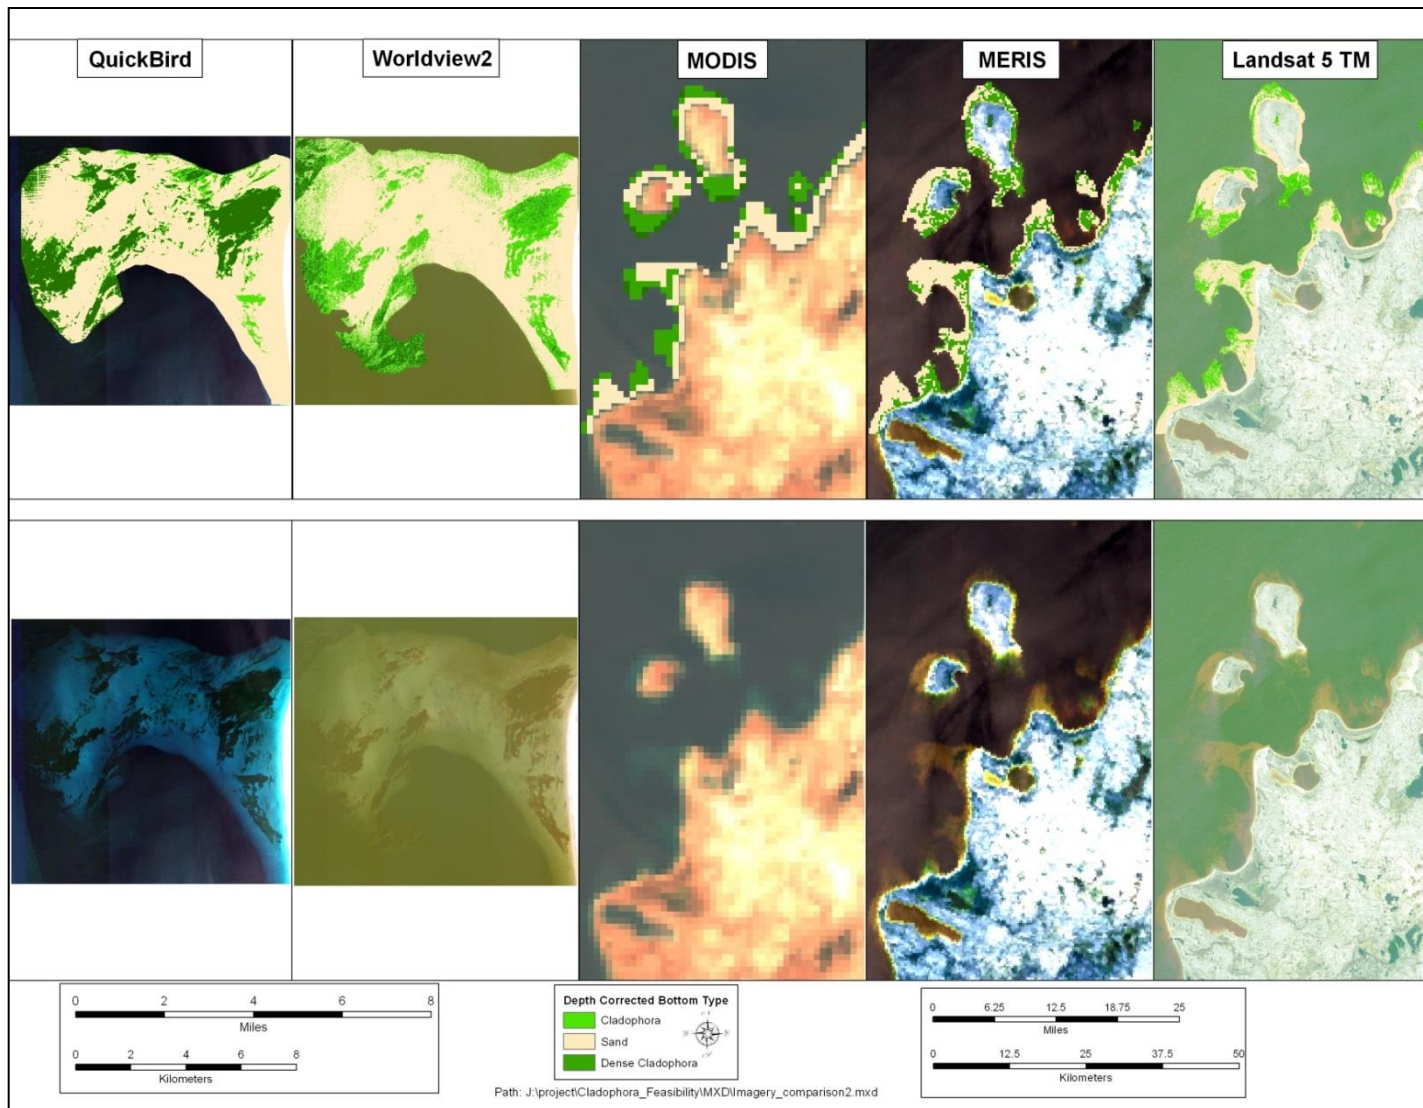 QuickBird
Worldview2
MODIS
MERIS
Landsat 5 TM
0 2 4 6 8
Miles
0 2 4 6 8
Kilometers
Depth Corrected Bottom Type
Cladophora
Sand
Dense Cladophora
N
W E
S
0 6.25 12.5 18.75 25
Miles
0 12.5 25 37.5 50
Kilometers
Path: J:\project\Cladophora_Feasibility\MXD\Imagery_comparison2.mxd